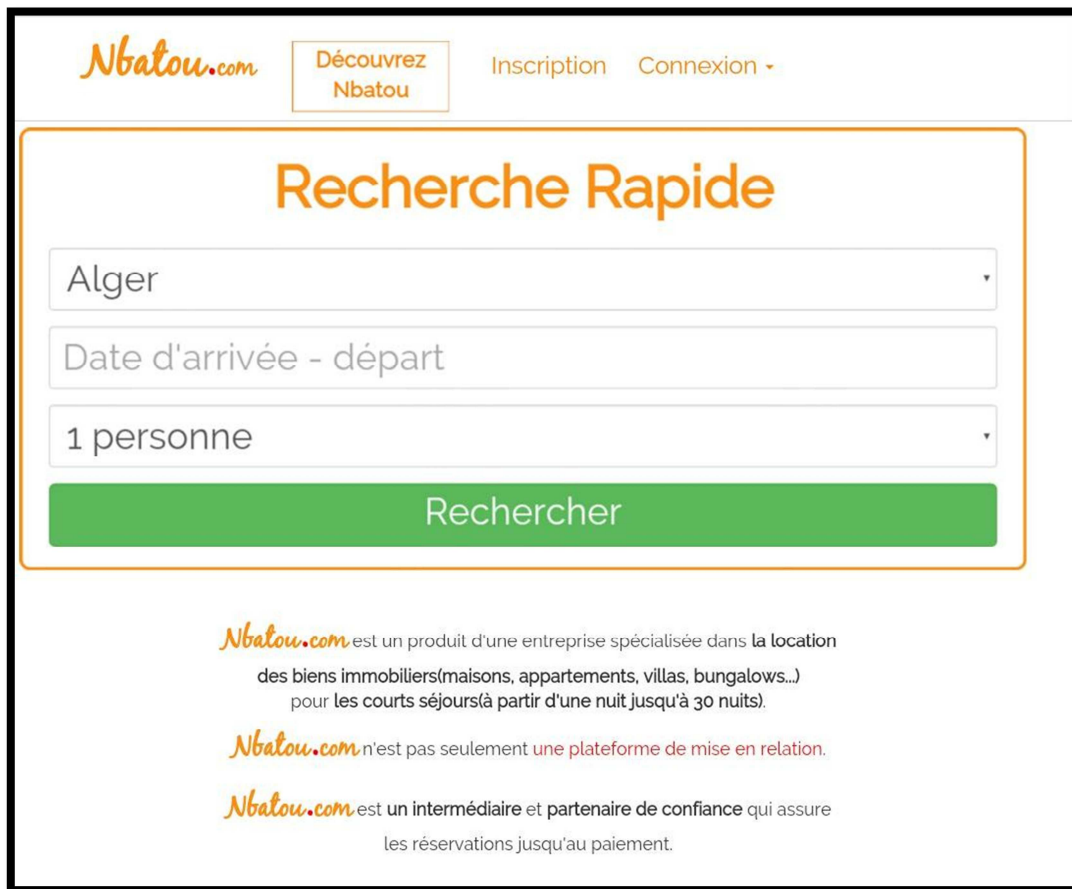 Nbatou.com
Découvrez
Nbatou
Inscription
Connexion
Recherche Rapide
Alger
Date d'arrivée - départ
1 personne
Rechercher
Nbatou.com est un produit d'une entreprise spécialisée dans la location
des biens immobiliers(maisons, appartements, villas, bungalows...)
pour les courts séjours(à partir d'une nuit jusqu'à 30 nuits).
Nbatou.com n'est pas seulement une plateforme de mise en relation.
Nbatou.com est un intermédiaire et partenaire de confiance qui assure
les réservations jusqu'au paiement.